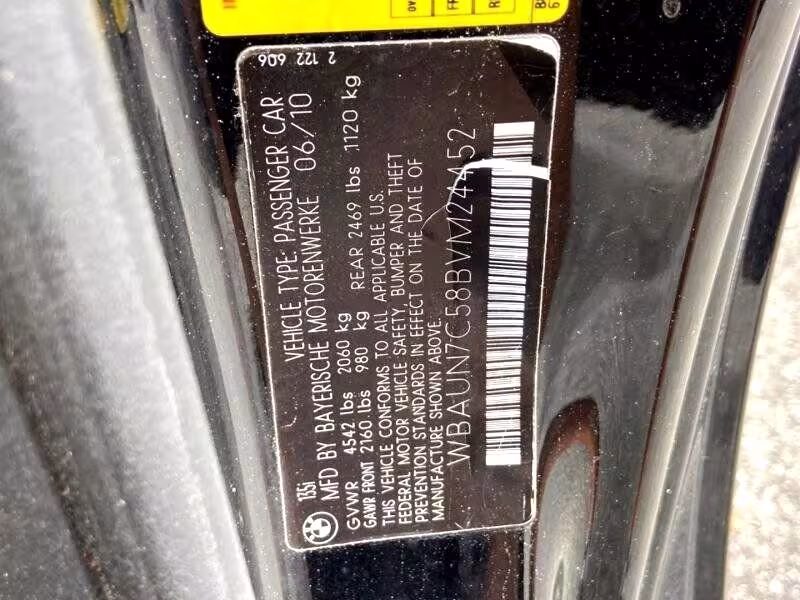 135i
VEHICLE TYPE: PASSENGER CAR
MFD BY BAYERISCHE MOTORENWERKE 06/10
GVWR 4542 lbs 2060 kg
GAWR FRONT 2160 lbs 980 kg REAR 2469 lbs 1120 kg
THIS VEHICLE CONFORMS TO ALL APPLICABLE U.S.
FEDERAL MOTOR VEHICLE SAFETY, BUMPER AND THEFT
PREVENTION STANDARDS IN EFFECT ON THE DATE OF
MANUFACTURE SHOWN ABOVE.
WBAUN7C58BVM24452
2 122 606